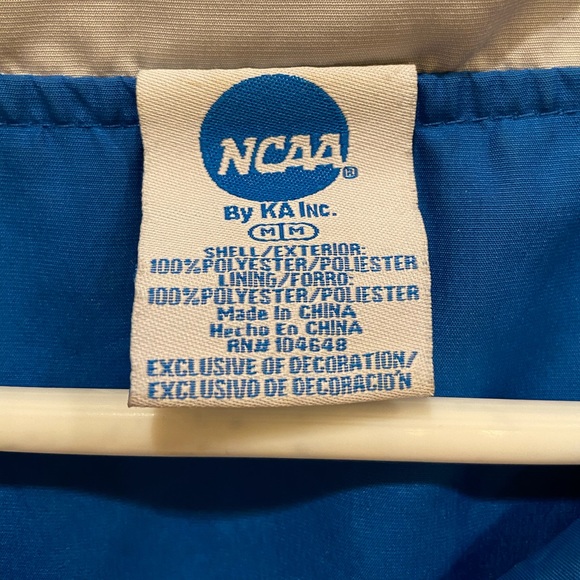 NCAA®
By KA Inc.
M M
SHELL/EXTERIOR:
100%POLYESTER/POLIESTER
LINING/FORRO:
100%POLYESTER/POLIESTER
Made In CHINA
Hecho En CHINA
RN# 104648
EXCLUSIVE OF DECORATION/
EXCLUSIVO DE DECORACIO'N